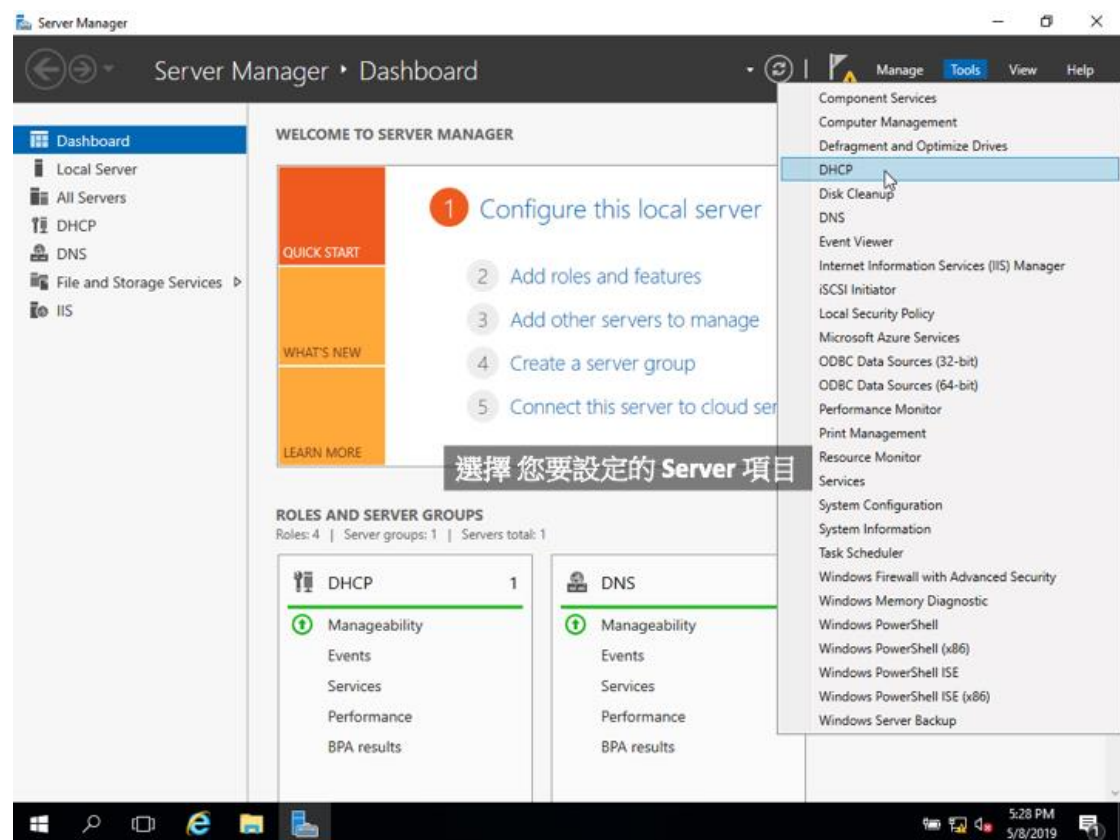 Server Manager
Server Manager • Dashboard
Manage Tools View Help
Dashboard
Local Server
All Servers
DHCP
DNS
File and Storage Services
IIS
WELCOME TO SERVER MANAGER
QUICK START
WHAT'S NEW
LEARN MORE
1 Configure this local server
2 Add roles and features
3 Add other servers to manage
4 Create a server group
5 Connect this server to cloud ser
選擇 您要設定的 Server 項目
ROLES AND SERVER GROUPS
Roles: 4 | Server groups: 1 | Servers total: 1
DHCP 1
Manageability
Events
Services
Performance
BPA results
DNS
Manageability
Events
Services
Performance
BPA results
Component Services
Computer Management
Defragment and Optimize Drives
DHCP
Disk Cleanup
DNS
Event Viewer
Internet Information Services (IIS) Manager
iSCSI Initiator
Local Security Policy
Microsoft Azure Services
ODBC Data Sources (32-bit)
ODBC Data Sources (64-bit)
Performance Monitor
Print Management
Resource Monitor
Services
System Configuration
System Information
Task Scheduler
Windows Firewall with Advanced Security
Windows Memory Diagnostic
Windows PowerShell
Windows PowerShell (x86)
Windows PowerShell ISE
Windows PowerShell ISE (x86)
Windows Server Backup
5:28 PM
5/8/2019